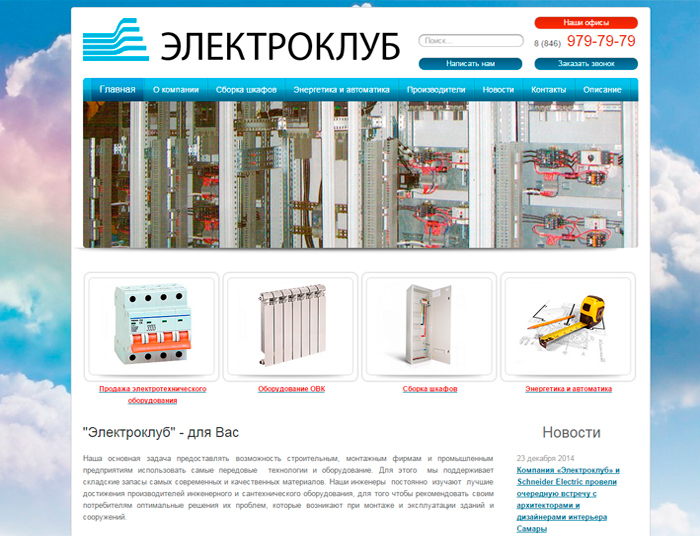 ЭЛЕКТРОКЛУБ
Наши офисы
Поиск...
8 (846) 979-79-79
Написать нам
Заказать звонок
Главная
О компании
Сборка шкафов
Энергетика и автоматика
Производители
Новости
Контакты
Описание
Продажа электротехнического
оборудования
Оборудование ОВК
Сборка шкафов
Энергетика и автоматика
"Электроклуб" - для Вас
Наша основная задача предоставлять возможность строительным, монтажным фирмам и промышленным
предприятиям использовать самые передовые технологии и оборудование. Для этого мы поддерживает
складские запасы самых современных и качественных материалов. Наши инженеры постоянно изучают лучшие
достижения производителей инженерного и сантехнического оборудования, для того чтобы рекомендовать своим
потребителям оптимальные решения их проблем, которые возникают при монтаже и эксплуатации зданий и
сооружений.
Новости
23 декабря 2014
Компания «Электроклуб» и
Schneider Electric провели
очередную встречу с
архитекторами и
дизайнерами интерьера
Самары